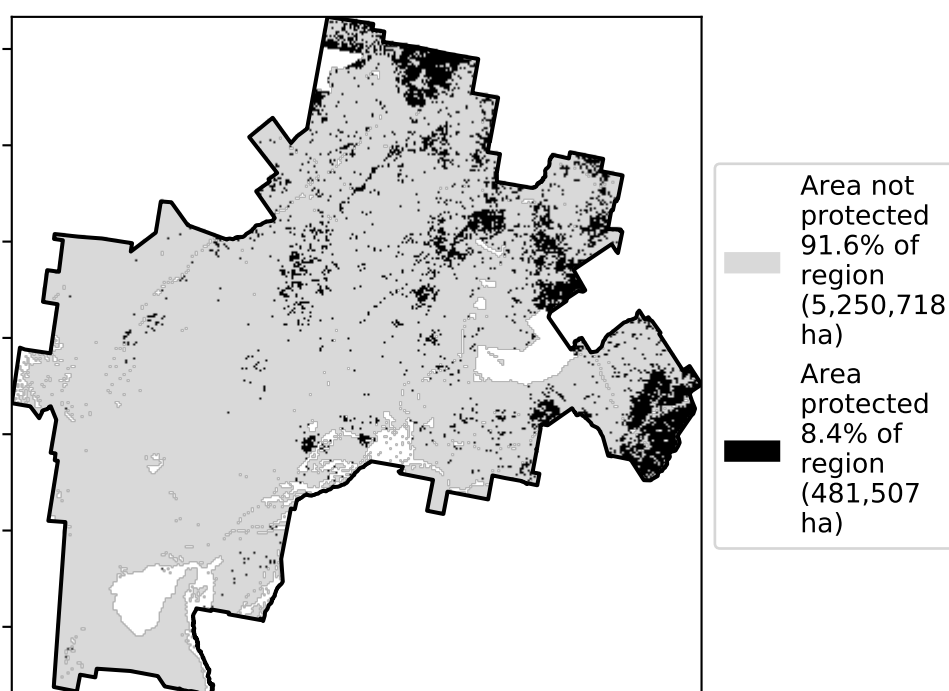 Area not
protected
91.6% of
region
(5,250,718
ha)
Area
protected
8.4% of
region
(481,507
ha)